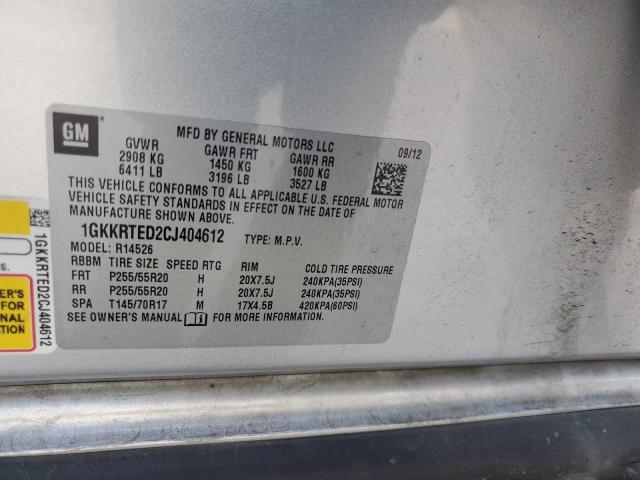 GM
MFD BY GENERAL MOTORS LLC
09/12
GVWR GAWR FRT GAWR RR
2908 KG 1450 KG 1600 KG
6411 LB 3196 LB 3527 LB
THIS VEHICLE CONFORMS TO ALL APPLICABLE U.S. FEDERAL MOTOR
VEHICLE SAFETY STANDARDS IN EFFECT ON THE DATE OF
MANUFACTURE SHOWN ABOVE.
1GKKRTED2CJ404612 TYPE: M.P.V.
MODEL: R14526
RBBM TIRE SIZE SPEED RTG RIM COLD TIRE PRESSURE
FRT P255/55R20 H 20X7.5J 240KPA(35PSI)
RR P255/55R20 H 20X7.5J 240KPA(35PSI)
SPA T145/70R17 M 17X4.5B 420KPA(60PSI)
SEE OWNER'S MANUAL FOR MORE INFORMATION.
1GKKRTED2CJ404612
ER'S
FOR
NAL
TION